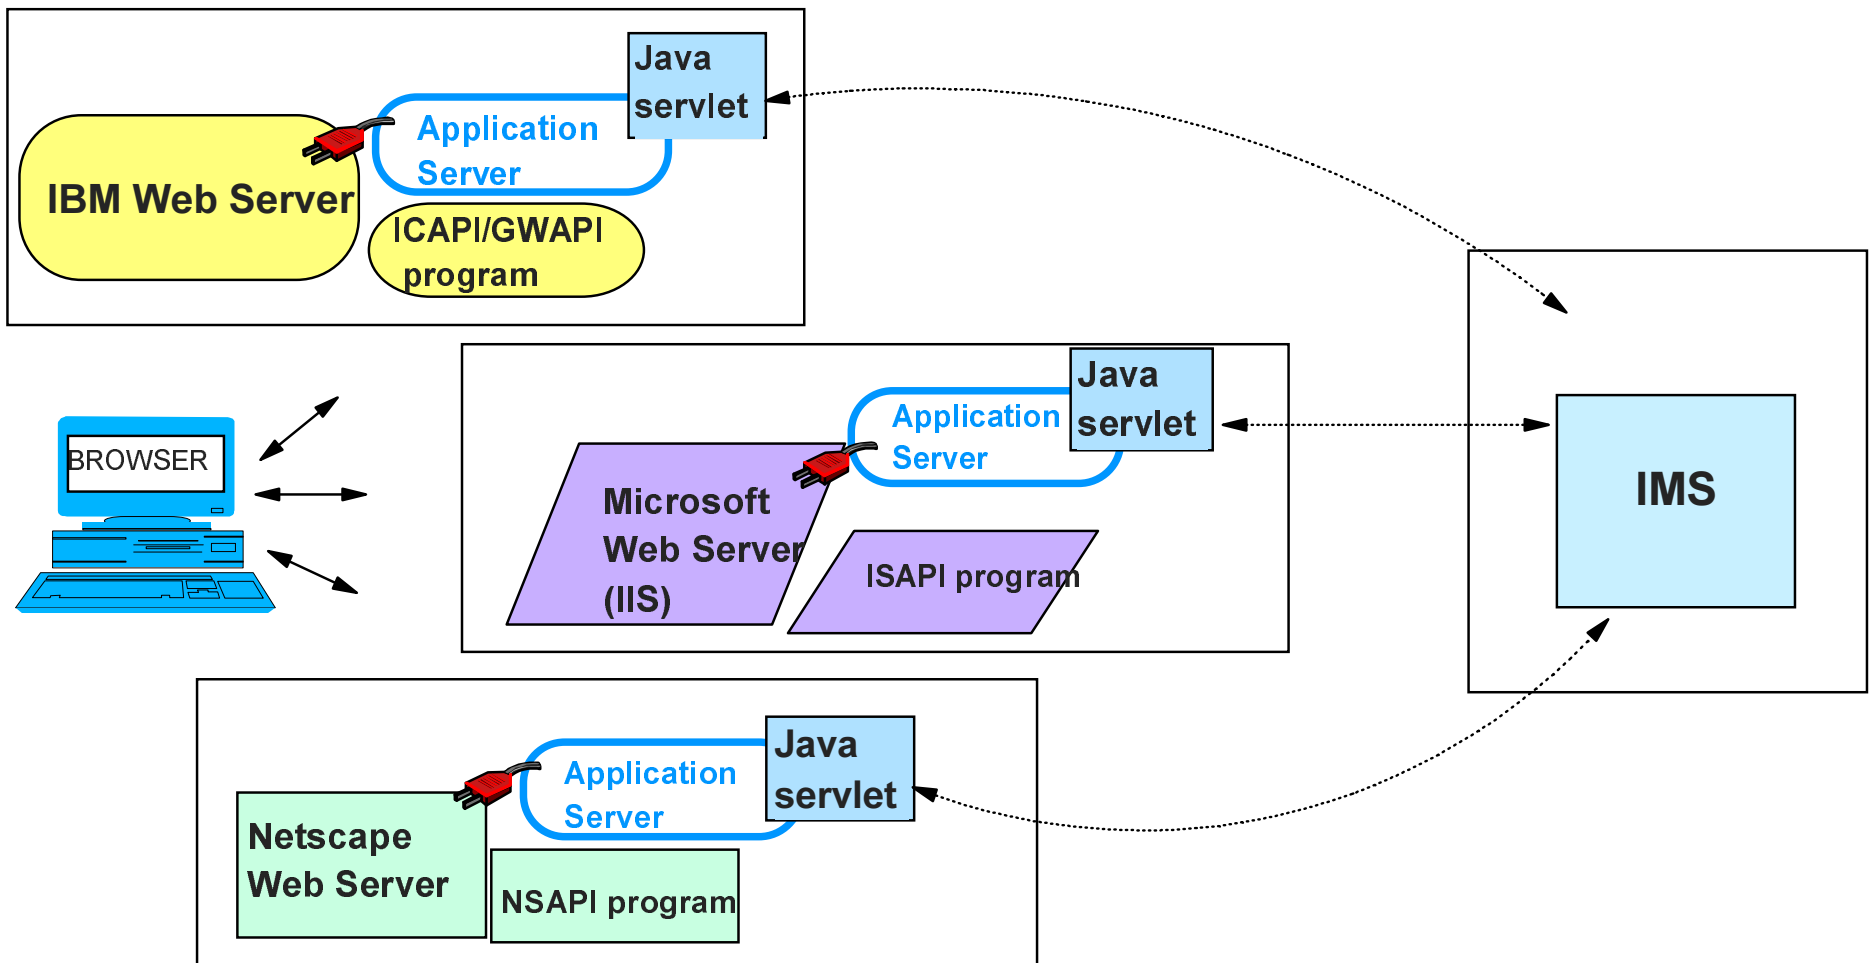 Java
servlet
Application
Server
IBM Web Server
ICAPI/GWAPI
program
Java
servlet
Application
Server
BROWSER
Microsoft
Web Server
(IIS)
ISAPI program
IMS
Java
servlet
Application
Server
Netscape
Web Server
NSAPI program